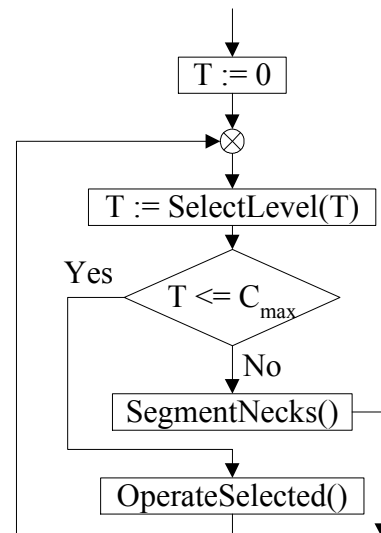 T := 0
T := SelectLevel(T)
Yes
T <= Cmax
No
SegmentNecks()
OperateSelected()